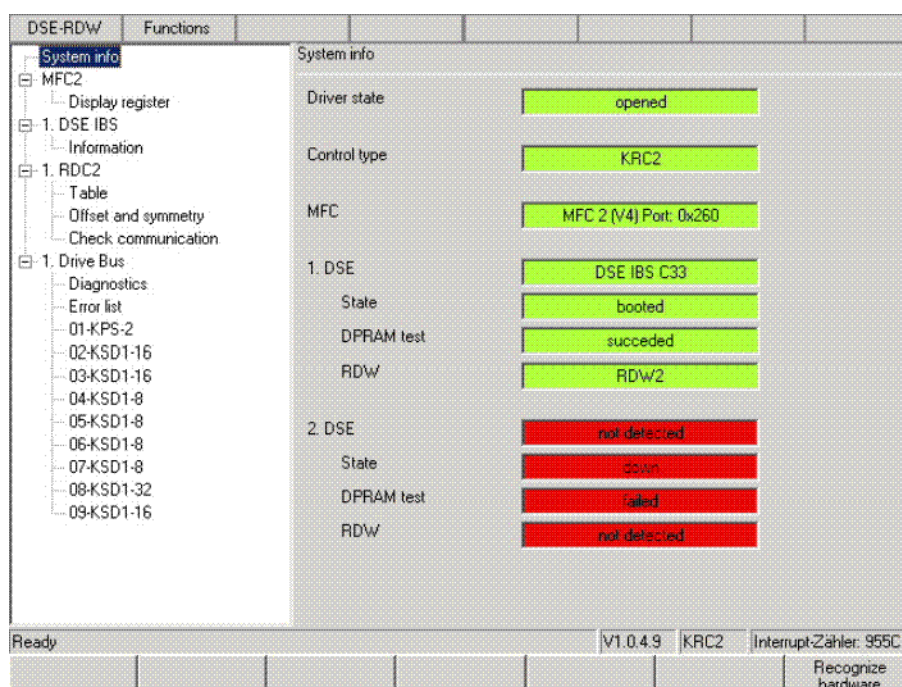 DSE-RDW Functions
System info
MFC2
Display register
1. DSE IBS
Information
1. RDC2
Table
Offset and symmetry
Check communication
1. Drive Bus
Diagnostics
Error list
01-KPS-2
02-KSD1-16
03-KSD1-16
04-KSD1-8
05-KSD1-8
06-KSD1-8
07-KSD1-8
08-KSD1-32
09-KSD1-16
System info
Driver state opened
Control type KRC2
MFC MFC 2 (V4) Port: 0x260
1. DSE DSE IBS C33
State booted
DPRAM test succeded
RDW RDW2
2. DSE not detected
State down
DPRAM test failed
RDW not detected
Ready V1.0.4.9 KRC2 Interrupt-Zähler: 955C
Recognize
hardware